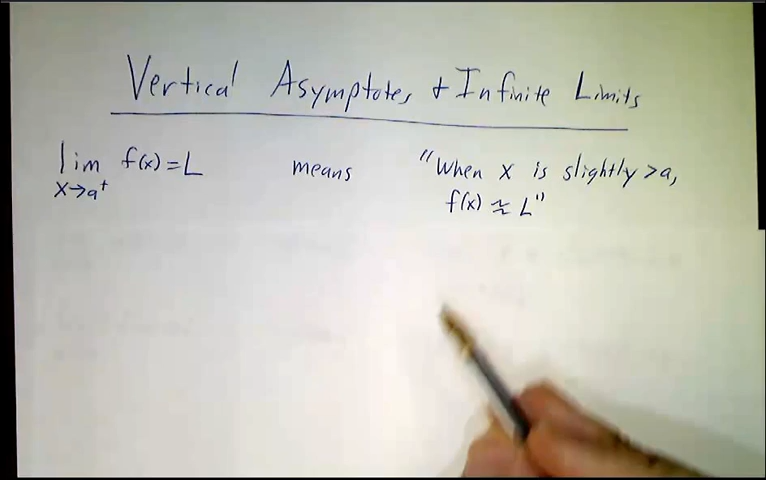 Vertical Asymptotes & Infinite Limits
lim f(x) = L means "When x is slightly > a,
x→a⁺ f(x) ≈ L"